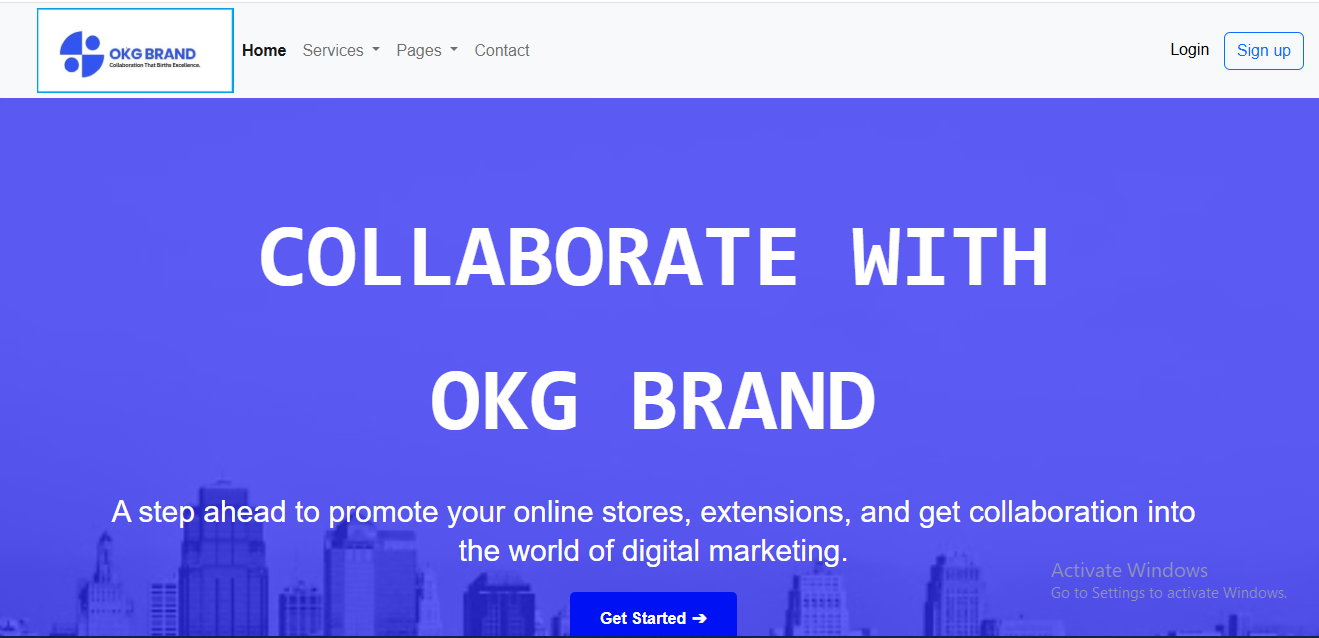 OKG BRAND
Collaboration That Births Excellence.
Home Services Pages Contact Login Sign up
COLLABORATE WITH
OKG BRAND
A step ahead to promote your online stores, extensions, and get collaboration into
the world of digital marketing.
Get Started ➔
Activate Windows
Go to Settings to activate Windows.